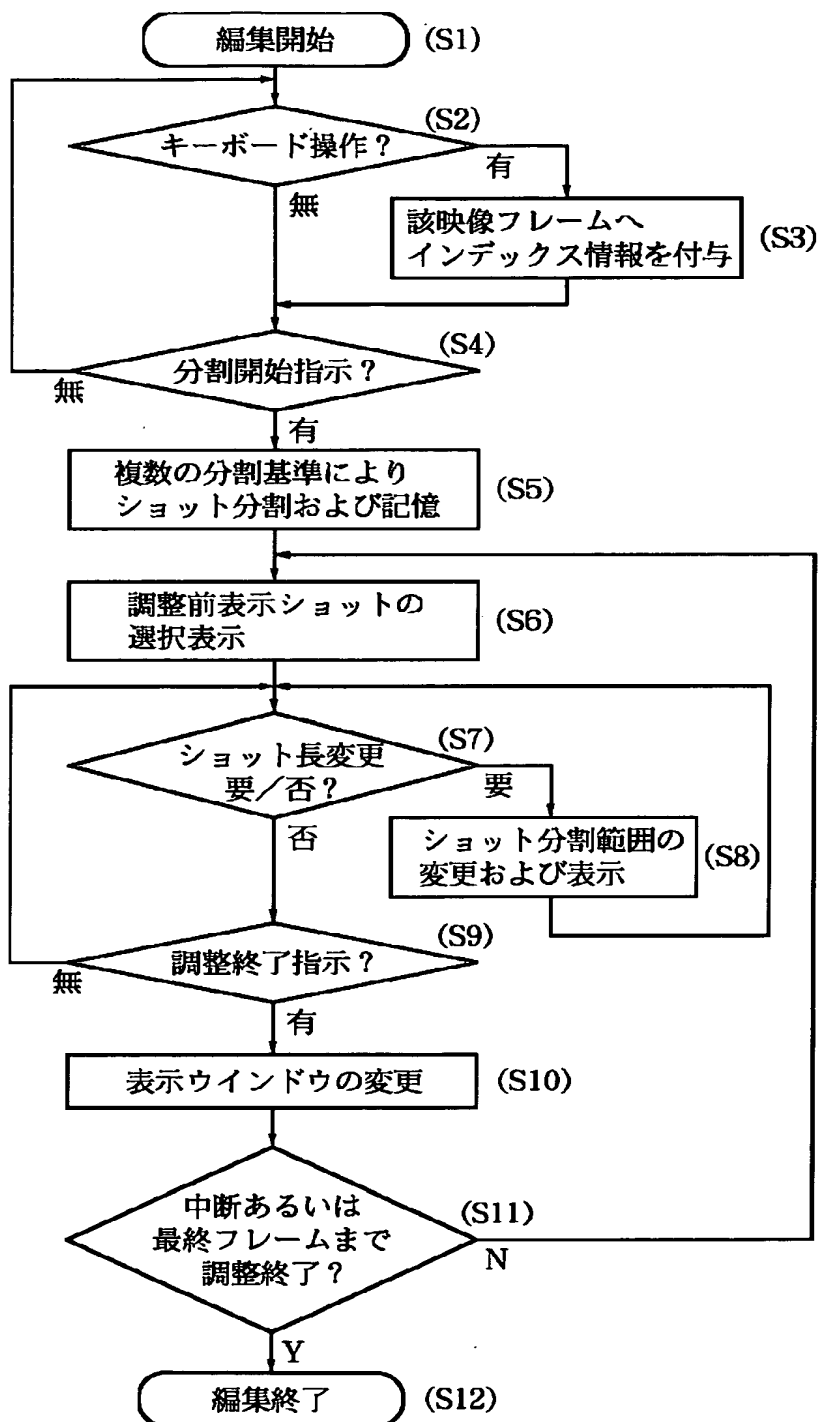 編集開始
(S1)
(S2)
キーボード操作？
有
無
該映像フレームへ
インデックス情報を付与
(S3)
(S4)
分割開始指示？
無
有
複数の分割基準により
ショット分割および記憶
(S5)
調整前表示ショットの
選択表示
(S6)
(S7)
ショット長変更
要／否？
要
否
ショット分割範囲の
変更および表示
(S8)
(S9)
調整終了指示？
無
有
表示ウインドウの変更
(S10)
中断あるいは
最終フレームまで
調整終了？
(S11)
N
Y
編集終了
(S12)